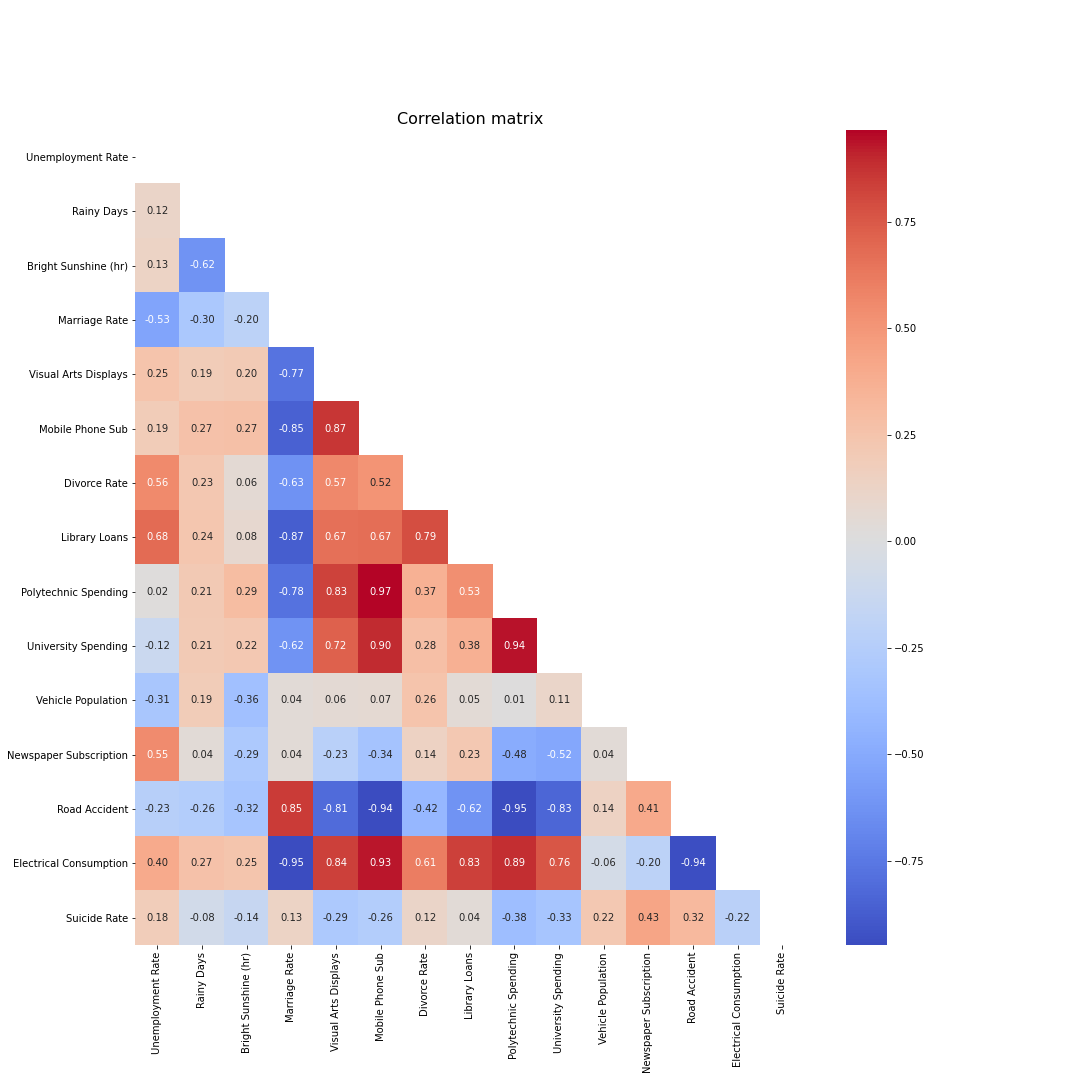 Correlation matrix
Unemployment Rate
Rainy Days 0.12
Bright Sunshine (hr) 0.13 -0.62
Marriage Rate -0.53 -0.30 -0.20
Visual Arts Displays 0.25 0.19 0.20 -0.77
Mobile Phone Sub 0.19 0.27 0.27 -0.85 0.87
Divorce Rate 0.56 0.23 0.06 -0.63 0.57 0.52
Library Loans 0.68 0.24 0.08 -0.87 0.67 0.67 0.79
Polytechnic Spending 0.02 0.21 0.29 -0.78 0.83 0.97 0.37 0.53
University Spending -0.12 0.21 0.22 -0.62 0.72 0.90 0.28 0.38 0.94
Vehicle Population -0.31 0.19 -0.36 0.04 0.06 0.07 0.26 0.05 0.01 0.11
Newspaper Subscription 0.55 0.04 -0.29 0.04 -0.23 -0.34 0.14 0.23 -0.48 -0.52 0.04
Road Accident -0.23 -0.26 -0.32 0.85 -0.81 -0.94 -0.42 -0.62 -0.95 -0.83 0.14 0.41
Electrical Consumption 0.40 0.27 0.25 -0.95 0.84 0.93 0.61 0.83 0.89 0.76 -0.06 -0.20 -0.94
Suicide Rate 0.18 -0.08 -0.14 0.13 -0.29 -0.26 0.12 0.04 -0.38 -0.33 0.22 0.43 0.32 -0.22
Unemployment Rate
Rainy Days
Bright Sunshine (hr)
Marriage Rate
Visual Arts Displays
Mobile Phone Sub
Divorce Rate
Library Loans
Polytechnic Spending
University Spending
Vehicle Population
Newspaper Subscription
Road Accident
Electrical Consumption
Suicide Rate
0.75
0.50
0.25
0.00
−0.25
−0.50
−0.75